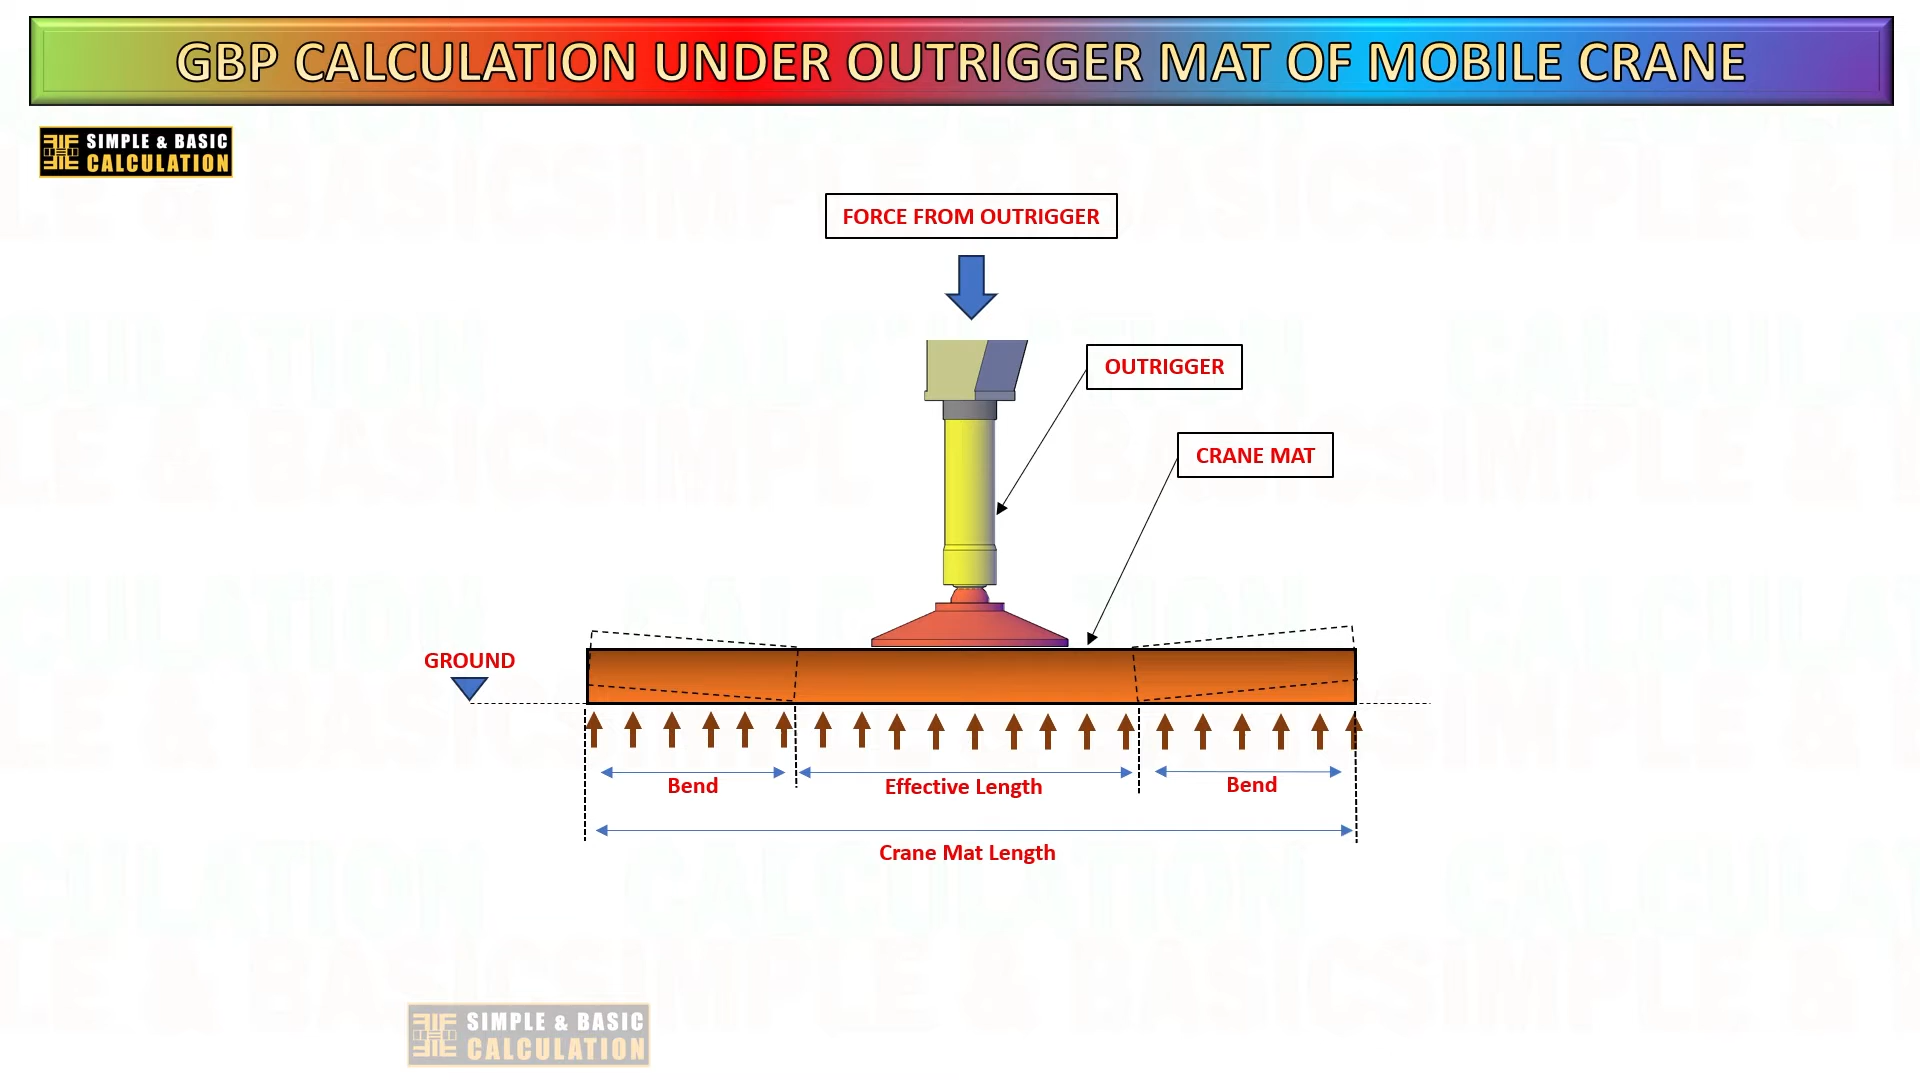 GBP CALCULATION UNDER OUTRIGGER MAT OF MOBILE CRANE
SIMPLE & BASIC
CALCULATION
FORCE FROM OUTRIGGER
OUTRIGGER
CRANE MAT
GROUND
Bend
Effective Length
Bend
Crane Mat Length
SIMPLE & BASIC
CALCULATION